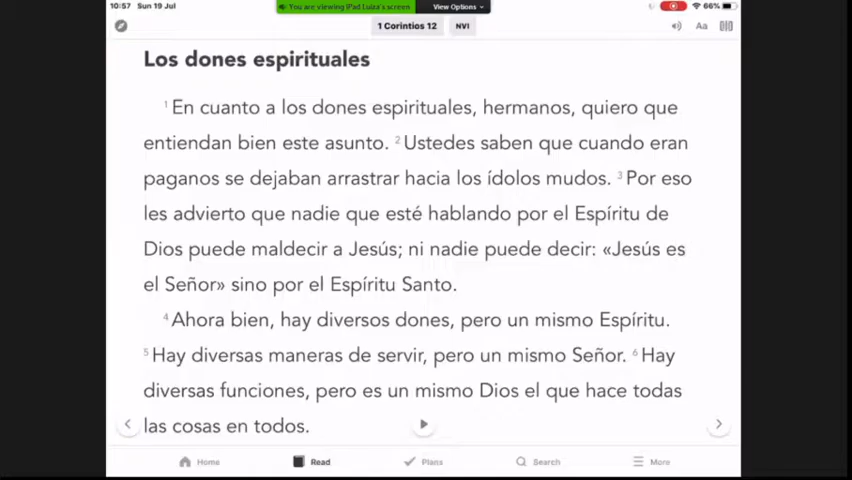 10:57 Sun 19 Jul
You are viewing iPad Luiza's screen
View Options
66%
1 Corintios 12
NVI
Aa
Los dones espirituales
1 En cuanto a los dones espirituales, hermanos, quiero que
entiendan bien este asunto. 2 Ustedes saben que cuando eran
paganos se dejaban arrastrar hacia los ídolos mudos. 3 Por eso
les advierto que nadie que esté hablando por el Espíritu de
Dios puede maldecir a Jesús; ni nadie puede decir: «Jesús es
el Señor» sino por el Espíritu Santo.
4 Ahora bien, hay diversos dones, pero un mismo Espíritu.
5 Hay diversas maneras de servir, pero un mismo Señor. 6 Hay
diversas funciones, pero es un mismo Dios el que hace todas
las cosas en todos.
Home
Read
Plans
Search
More